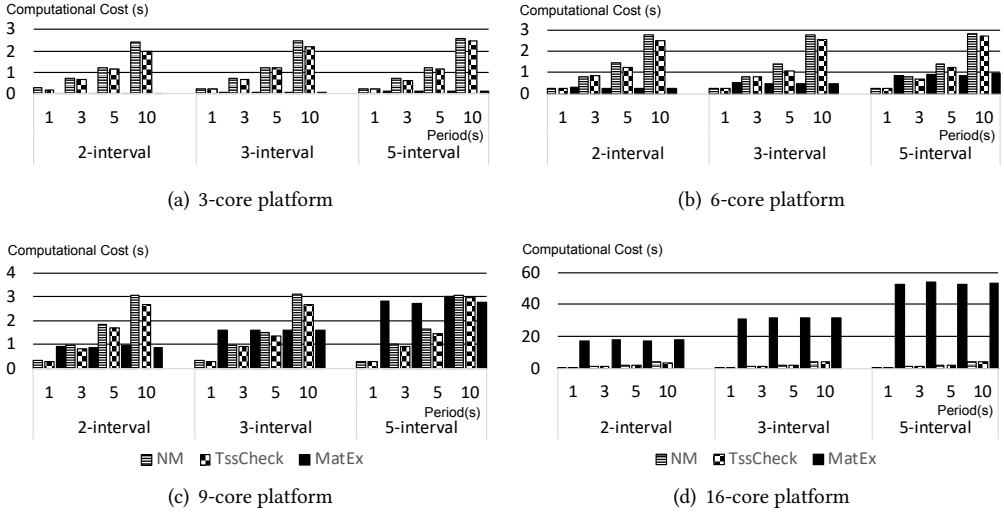 Computational Cost (s)
3
2
1
0
1 3 5 10 1 3 5 10 1 3 5 10
Period(s)
2-interval 3-interval 5-interval
(a) 3-core platform
Computational Cost (s)
3
2
1
0
1 3 5 10 1 3 5 10 1 3 5 10
Period(s)
2-interval 3-interval 5-interval
(b) 6-core platform
Computational Cost (s)
4
3
2
1
0
1 3 5 10 1 3 5 10 1 3 5 10
Period(s)
2-interval 3-interval 5-interval
NM TssCheck MatEx
(c) 9-core platform
Computational Cost (s)
60
40
20
0
1 3 5 10 1 3 5 10 1 3 5 10
Period(s)
2-interval 3-interval 5-interval
NM TssCheck MatEx
(d) 16-core platform